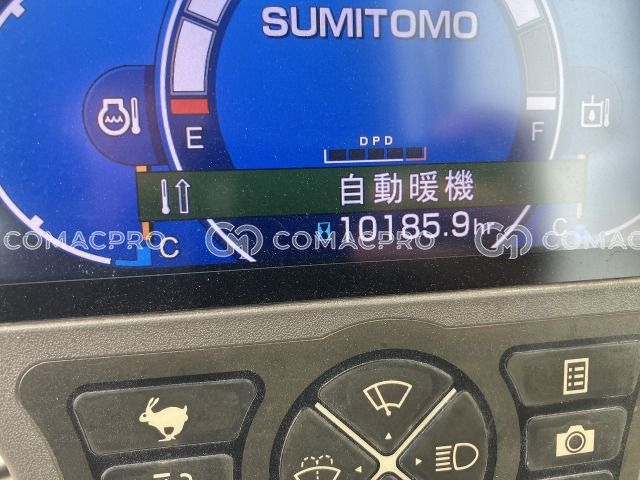 SUMITOMO
E
F
DPD
自動暖機
10185.9hr
C
C
COMACPRO COMACPRO COMACPRO